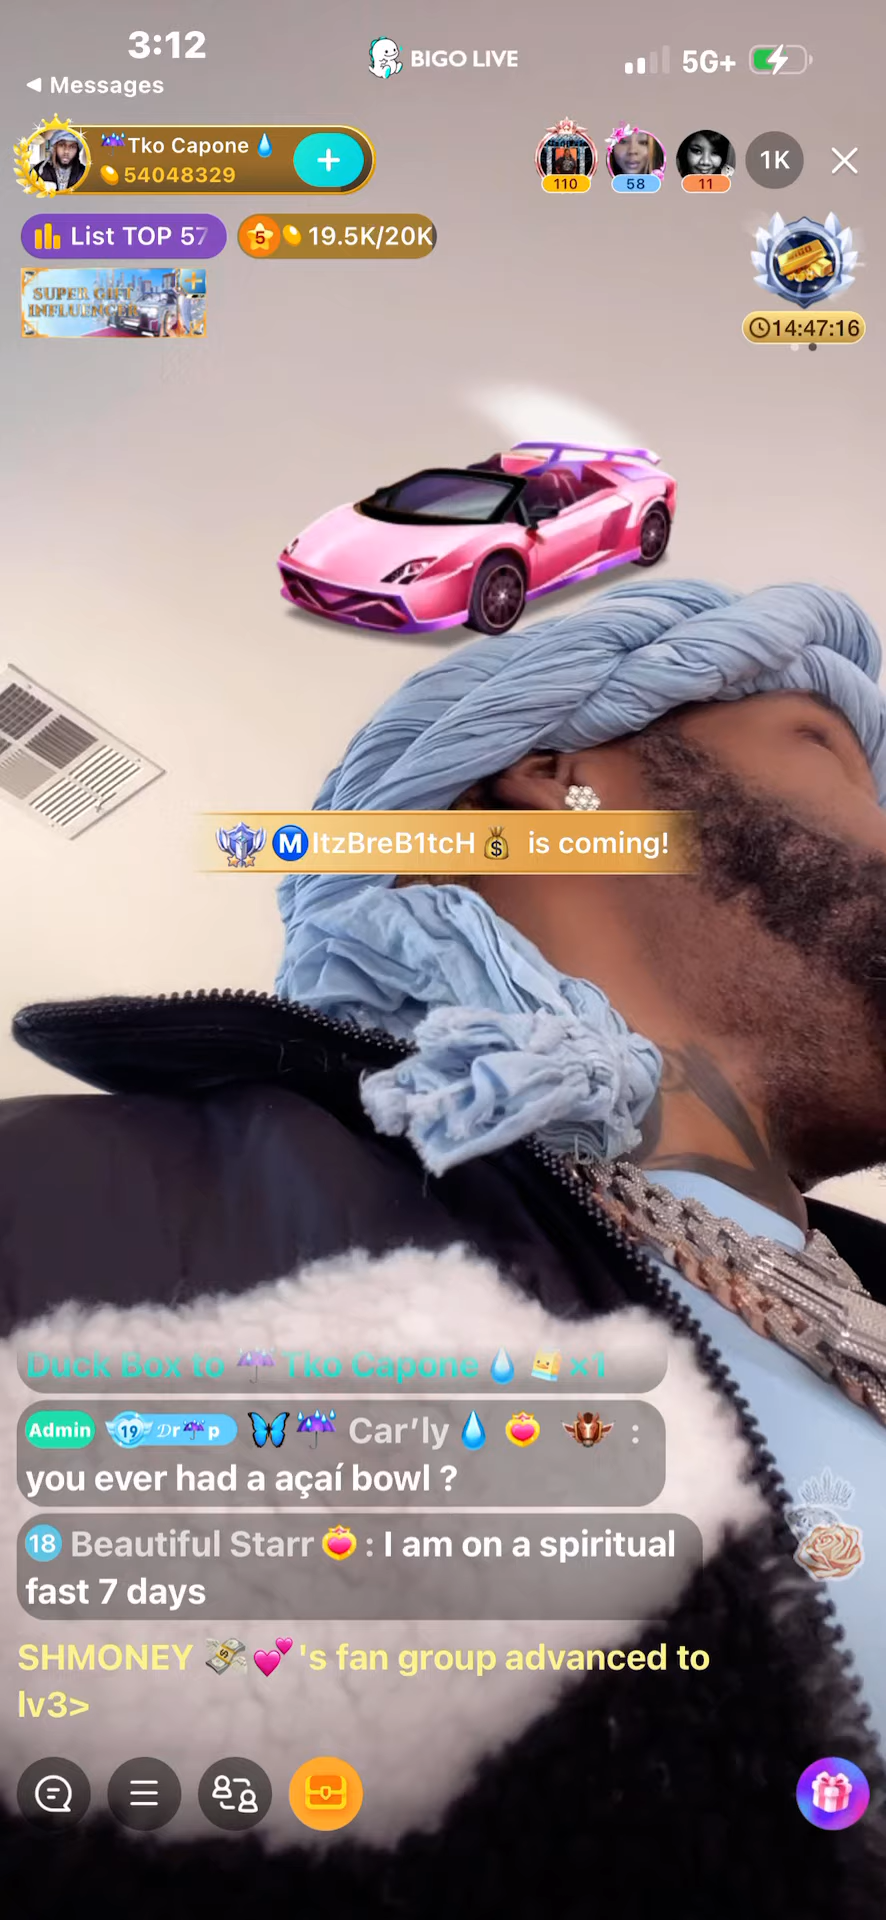 3:12
BIGO LIVE
5G+
◀ Messages
☔Tko Capone💧
54048329
110
58
11
1K
List TOP 57
5 19.5K/20K
SUPER GIFT
INFLUENCER
14:47:16
Ⓜ️ItzBreB1tcH💰 is coming!
Duck Box to ☔Tko Capone💧 ×1
Admin 19 𝒟r☔p 🦋☔ Car’ly💧 :
you ever had a açaí bowl ?
18 Beautiful Starr : I am on a spiritual
fast 7 days
SHMONEY 💸💕's fan group advanced to
lv3>